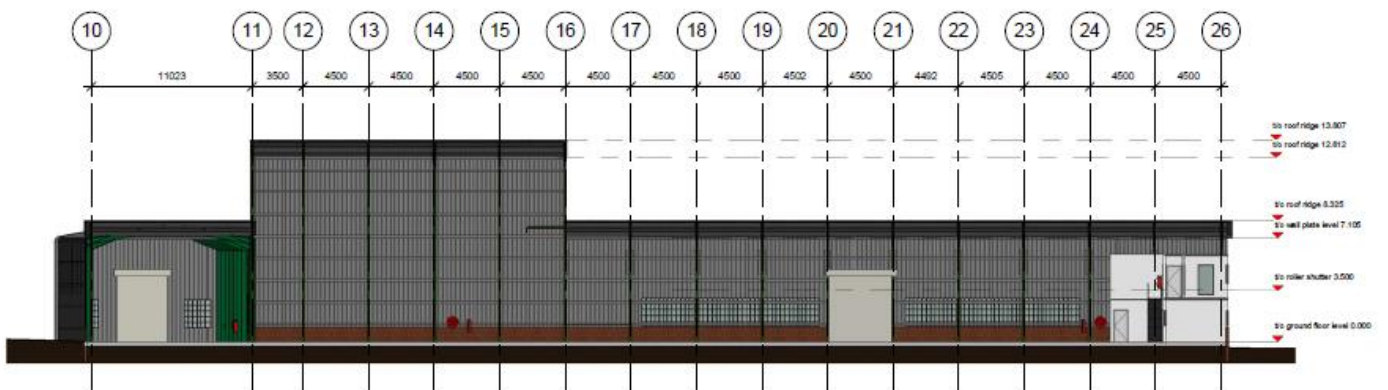 10 11 12 13 14 15 16 17 18 19 20 21 22 23 24 25 26
11023 3500 4500 4500 4500 4500 4500 4500 4500 4502 4500 4492 4505 4500 4500 4500
t/o roof ridge 13.807
t/o roof ridge 12.812
t/o roof ridge 8.325
t/o wall plate level 7.105
t/o roller shutter 3.500
t/o ground floor level 0.000